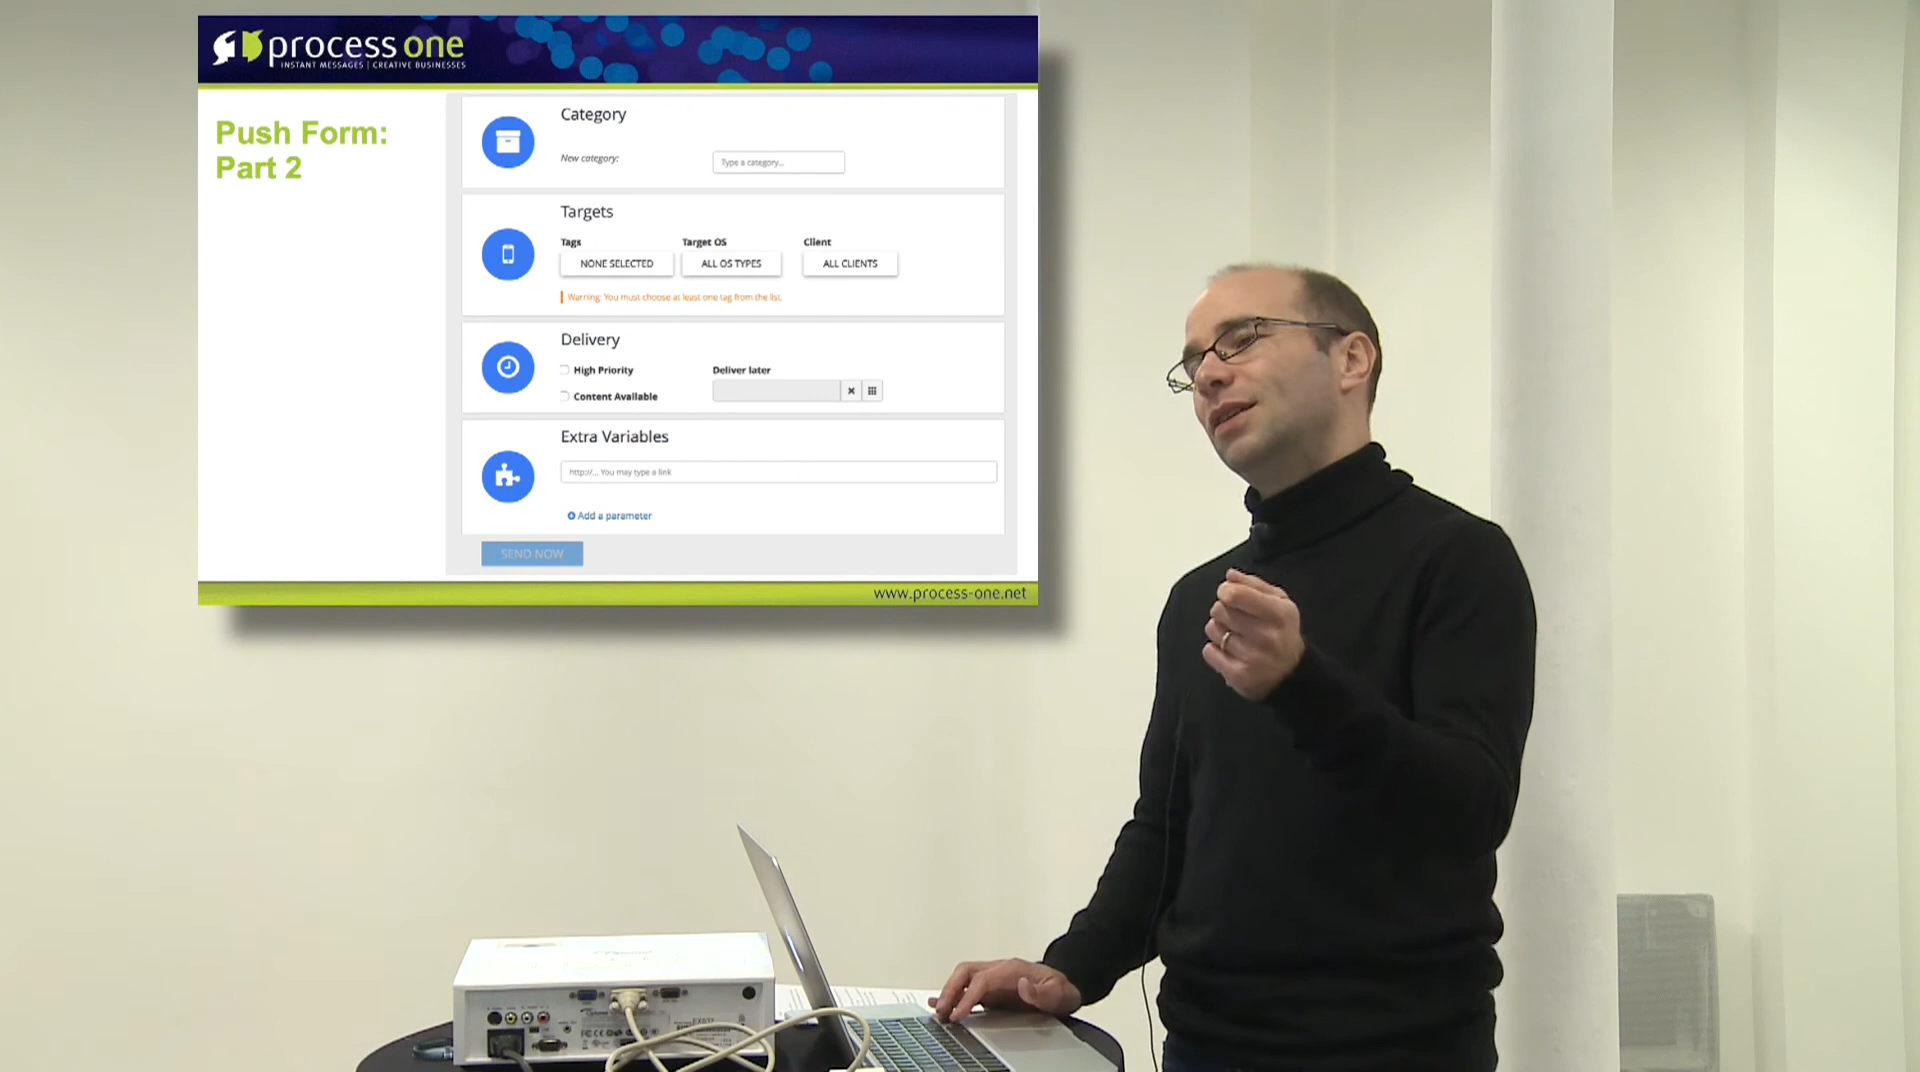 process one
INSTANT MESSAGES | CREATIVE BUSINESSES
Push Form:
Part 2
Category
New category:
Type a category...
Targets
Tags
Target OS
Client
NONE SELECTED
ALL OS TYPES
ALL CLIENTS
Warning: You must choose at least one tag from the list.
Delivery
High Priority
Deliver later
Content Available
Extra Variables
http://... You may type a link
Add a parameter
SEND NOW
www.process-one.net